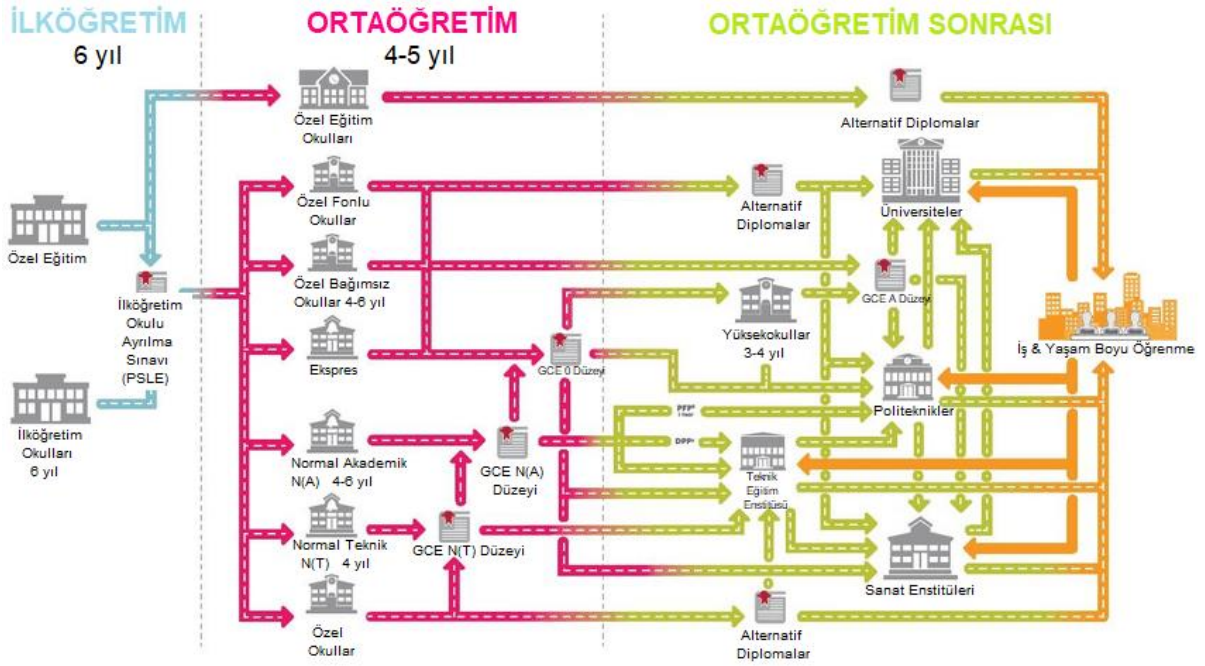 İLKÖĞRETİM
6 yıl
ORTAÖĞRETİM
4-5 yıl
ORTAÖĞRETİM SONRASI
Özel Eğitim
İlköğretim
Okulu
Ayrılma
Sınavı
(PSLE)
İlköğretim
Okulları
6 yıl
Özel Eğitim
Okulları
Özel Fonlu
Okullar
Özel Bağımsız
Okullar 4-6 yıl
Ekspres
Normal Akademik
N(A) 4-6 yıl
Normal Teknik
N(T) 4 yıl
Özel
Okullar
GCE 0 Düzeyi
GCE N(A)
Düzeyi
GCE N(T) Düzeyi
Alternatif Diplomalar
Alternatif
Diplomalar
Üniversiteler
GCE A Düzeyi
Yüksekokullar
3-4 yıl
Politeknikler
PFP
DPP
Teknik
Eğitim
Enstitüsü
Sanat Enstitüleri
Alternatif
Diplomalar
İş & Yaşam Boyu Öğrenme